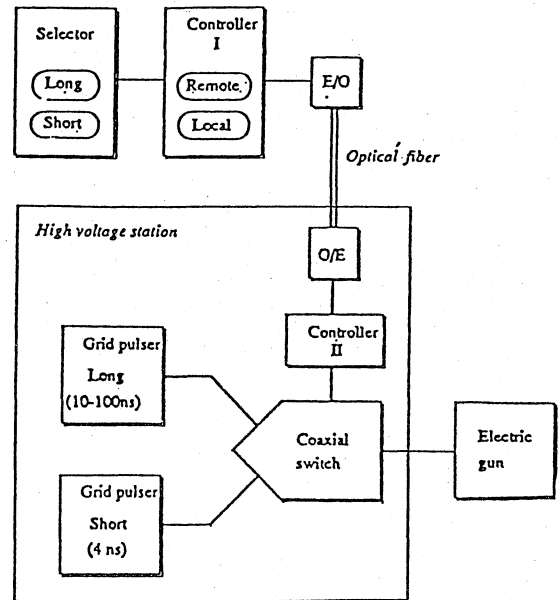 Selector
Long
Short
Controller
I
Remote
Local
E/O
Optical fiber
High voltage station
O/E
Controller
II
Grid pulser
Long
(10-100ns)
Coaxial
switch
Electric
gun
Grid pulser
Short
(4 ns)